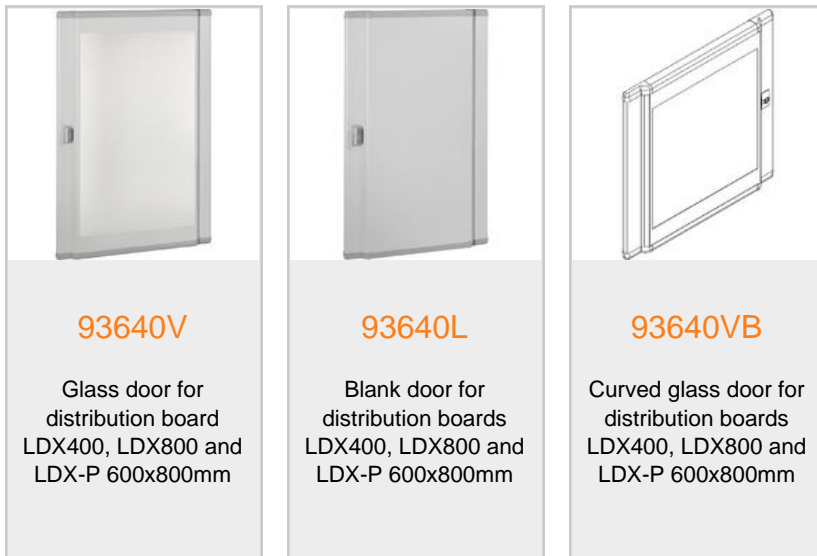 93640V
Glass door for
distribution board
LDX400, LDX800 and
LDX-P 600x800mm
93640L
Blank door for
distribution boards
LDX400, LDX800 and
LDX-P 600x800mm
93640VB
Curved glass door for
distribution boards
LDX400, LDX800 and
LDX-P 600x800mm